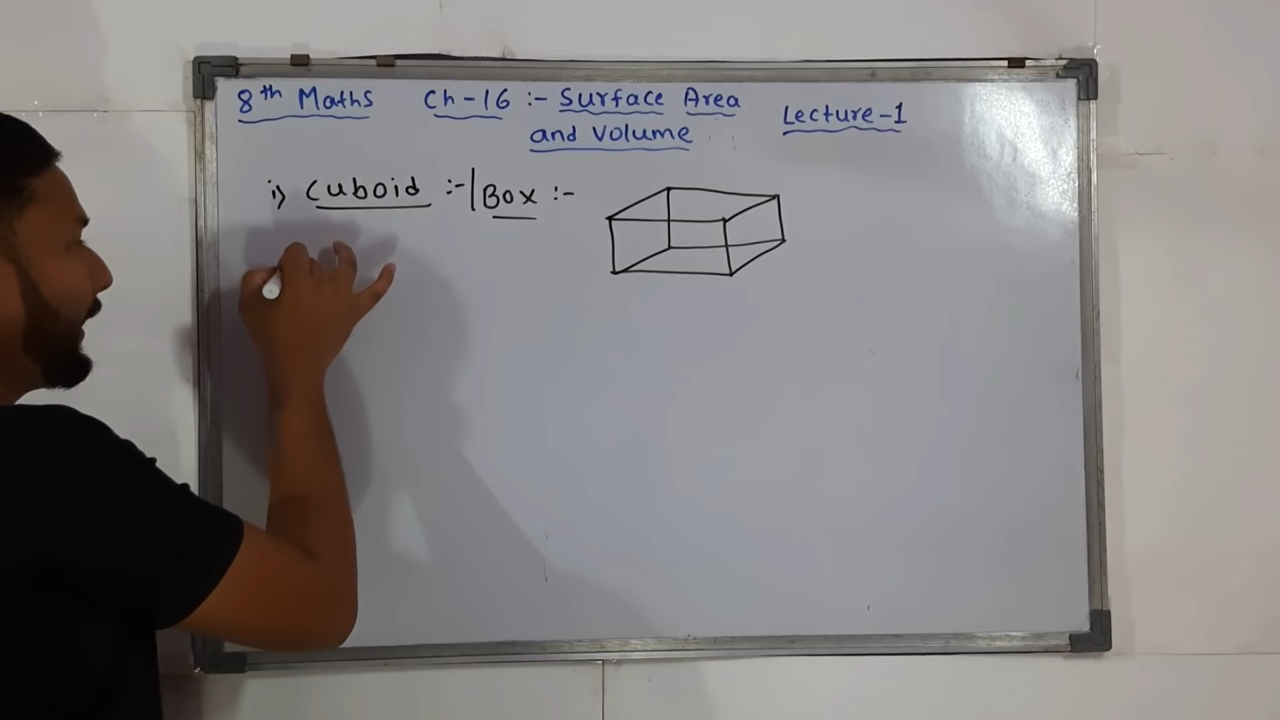 8th Maths Ch-16 :- Surface Area Lecture-1
and Volume
i) Cuboid :-| Box :-